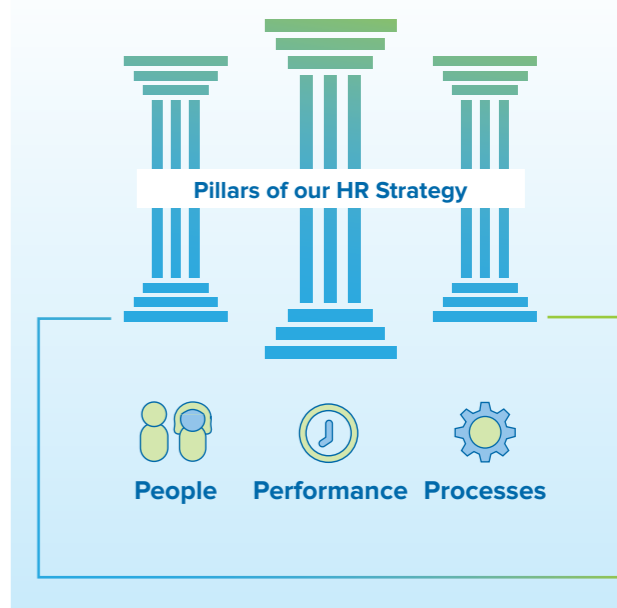 Pillars of our HR Strategy
People
Performance
Processes